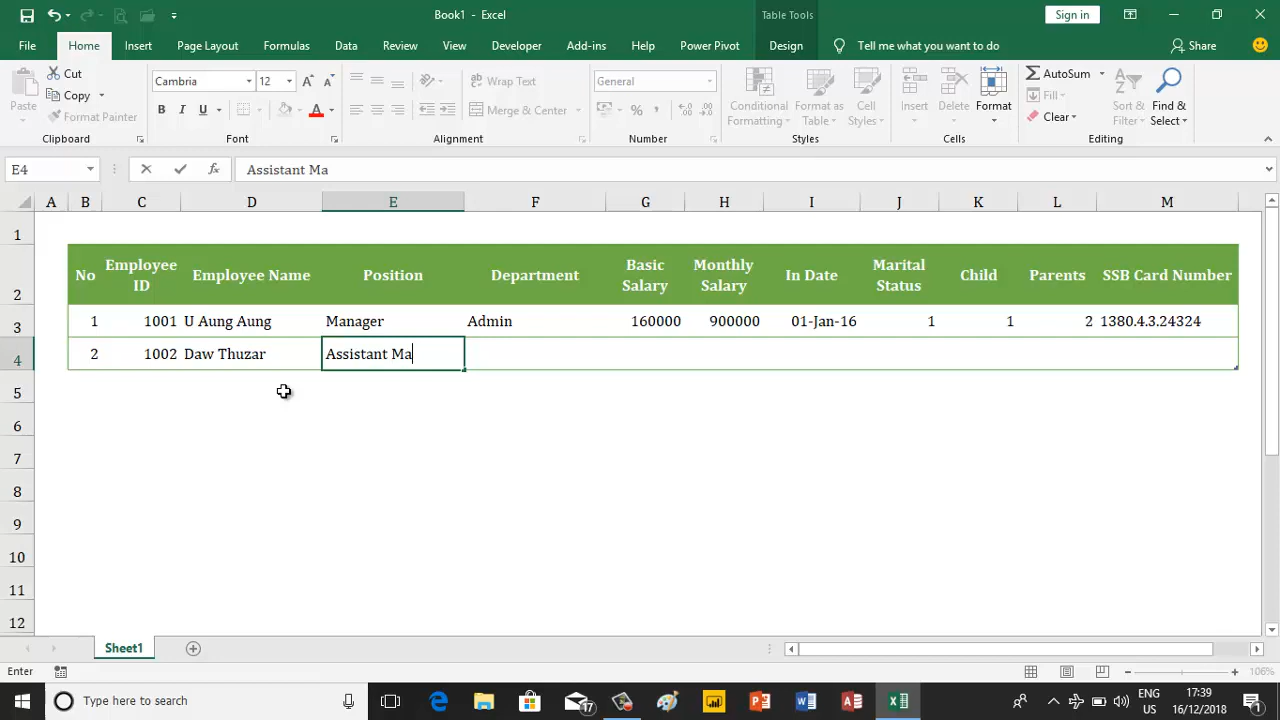 Book1 - Excel
Table Tools
Sign in
File Home Insert Page Layout Formulas Data Review View Developer Add-ins Help Power Pivot Design Tell me what you want to do Share
Paste
Cut
Copy
Format Painter
Clipboard
Cambria 12
B I U
Font
Wrap Text
Merge & Center
Alignment
General
Number
Conditional Formatting
Format as Table
Cell Styles
Styles
Insert Delete Format
Cells
AutoSum
Fill
Clear
Sort & Filter
Find & Select
Editing
E4 fx Assistant Ma
A B C D E F G H I J K L M
1
2 No Employee ID Employee Name Position Department Basic Salary Monthly Salary In Date Marital Status Child Parents SSB Card Number
3 1 1001 U Aung Aung Manager Admin 160000 900000 01-Jan-16 1 1 2 1380.4.3.24324
4 2 1002 Daw Thuzar Assistant Ma
5
6
7
8
9
10
11
12
Sheet1
Enter 106%
Type here to search 17 ENG 17:39
US 16/12/2018 1